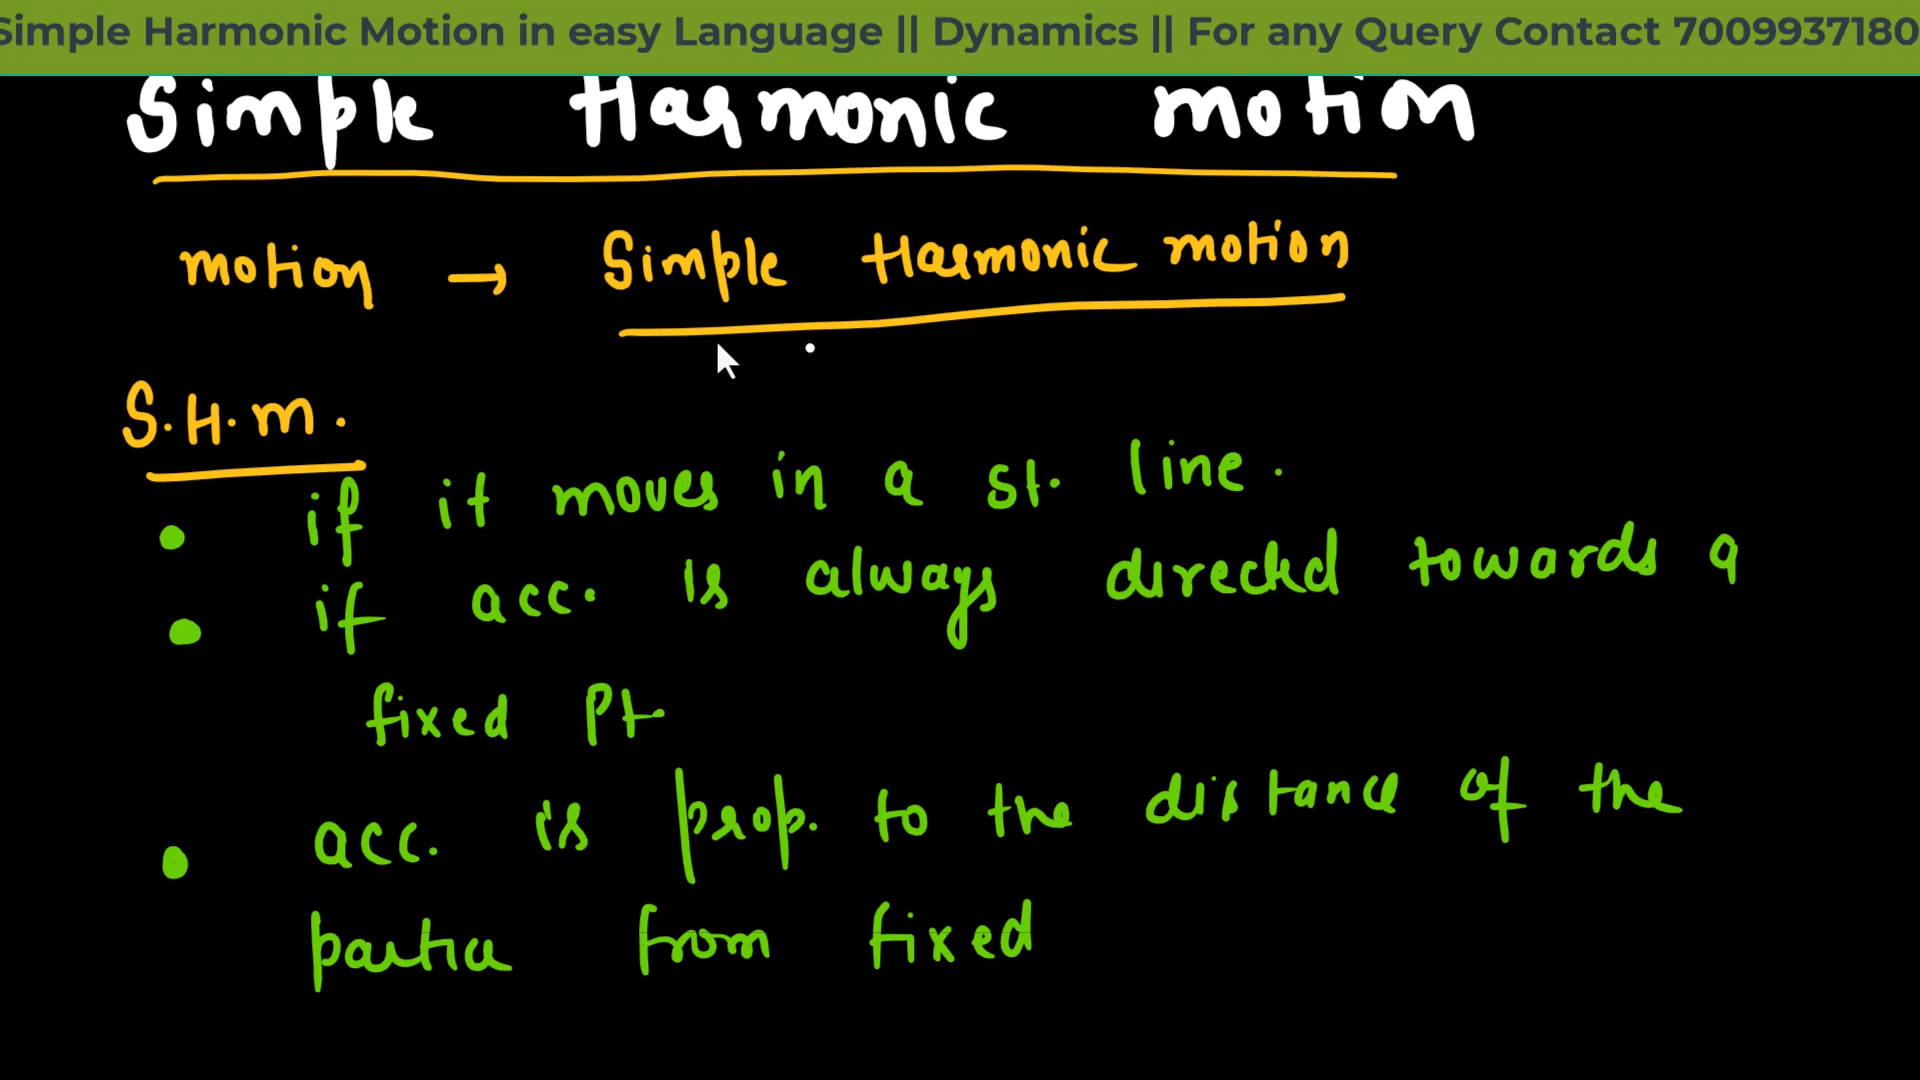 Simple Harmonic Motion in easy Language || Dynamics || For any Query Contact 7009937180
Simple Harmonic motion
motion → Simple Harmonic motion
S.H.m.
• if it moves in a st. line.
• if acc. is always directed towards a
fixed Pt.
• acc. is prop. to the distance of the
particle from fixed